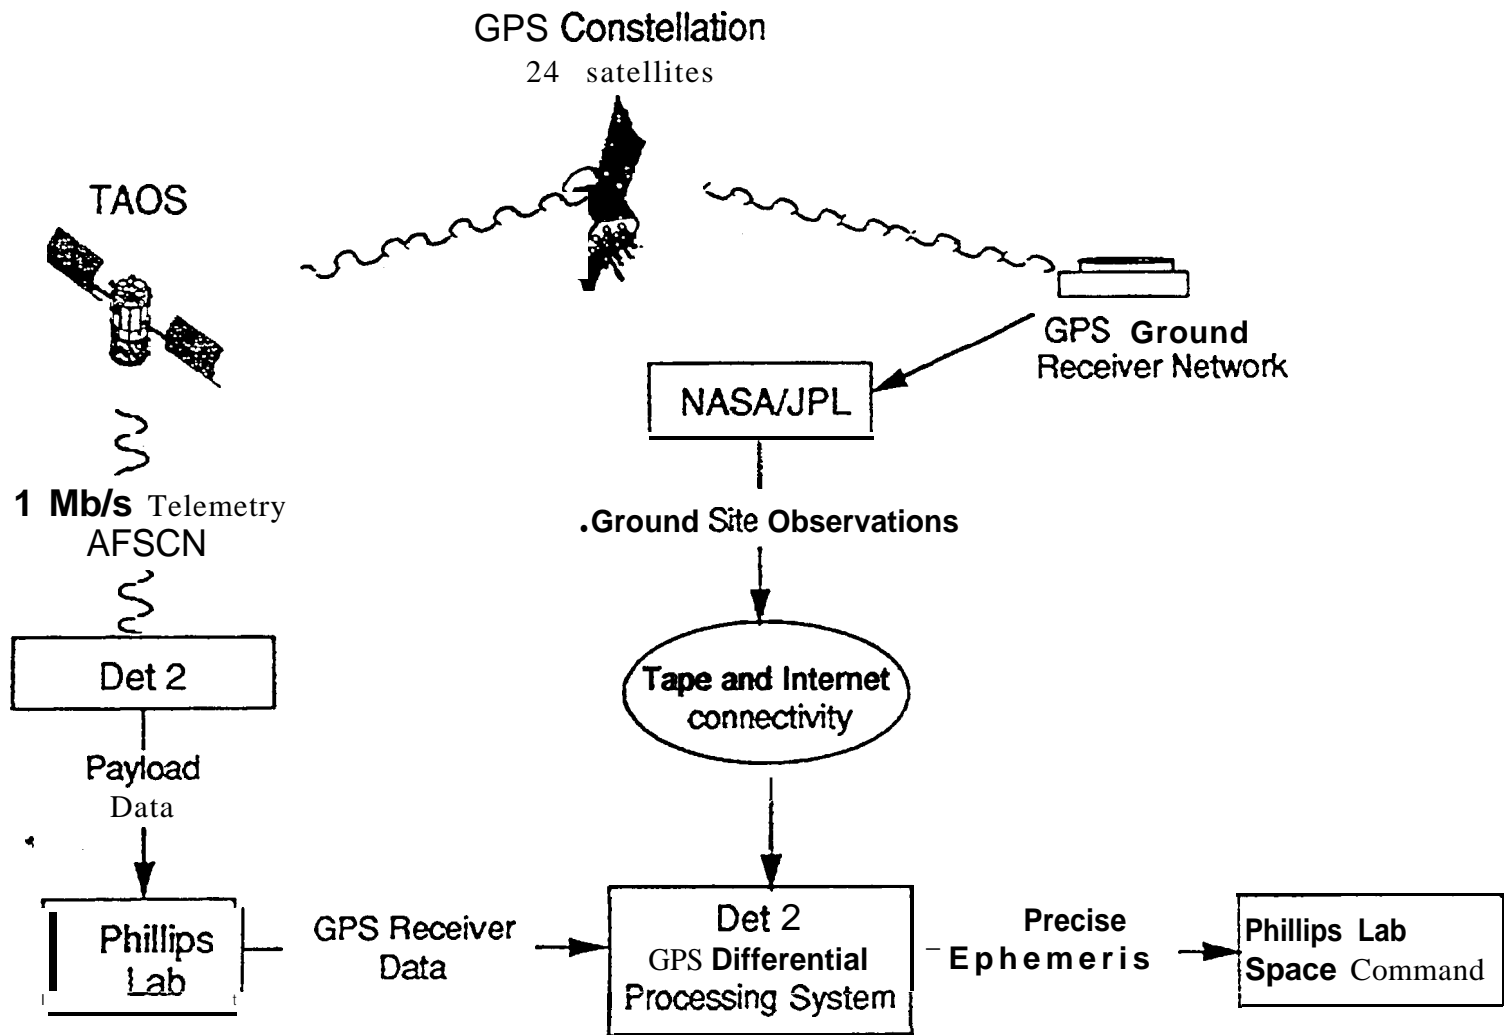 GPS Constellation
24 satellites
TAOS
GPS Ground
Receiver Network
NASA/JPL
1 Mb/s Telemetry
AFSCN
.Ground Site Observations
Det 2
Tape and Internet
connectivity
Payload
Data
Phillips
Lab
GPS Receiver
Data
Det 2
GPS Differential
Processing System
Precise
Ephemeris
Phillips Lab
Space Command